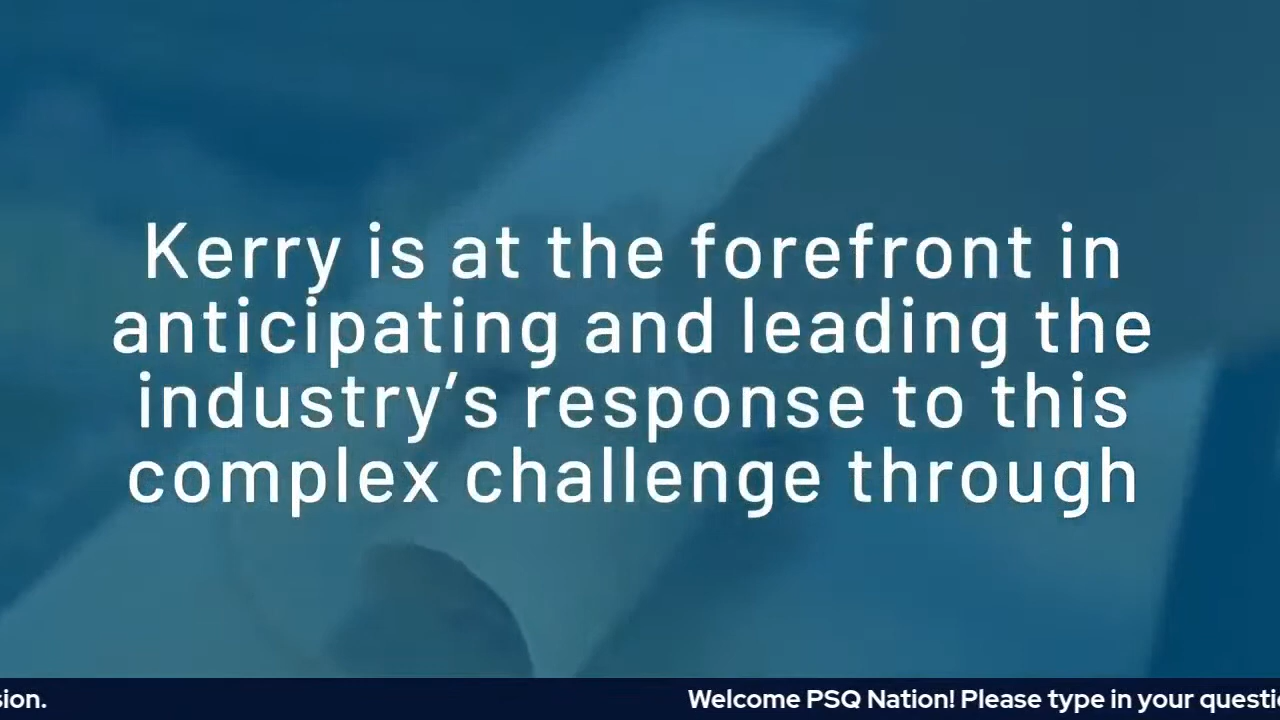 Kerry is at the forefront in
anticipating and leading the
industry’s response to this
complex challenge through
sion. Welcome PSQ Nation! Please type in your questi